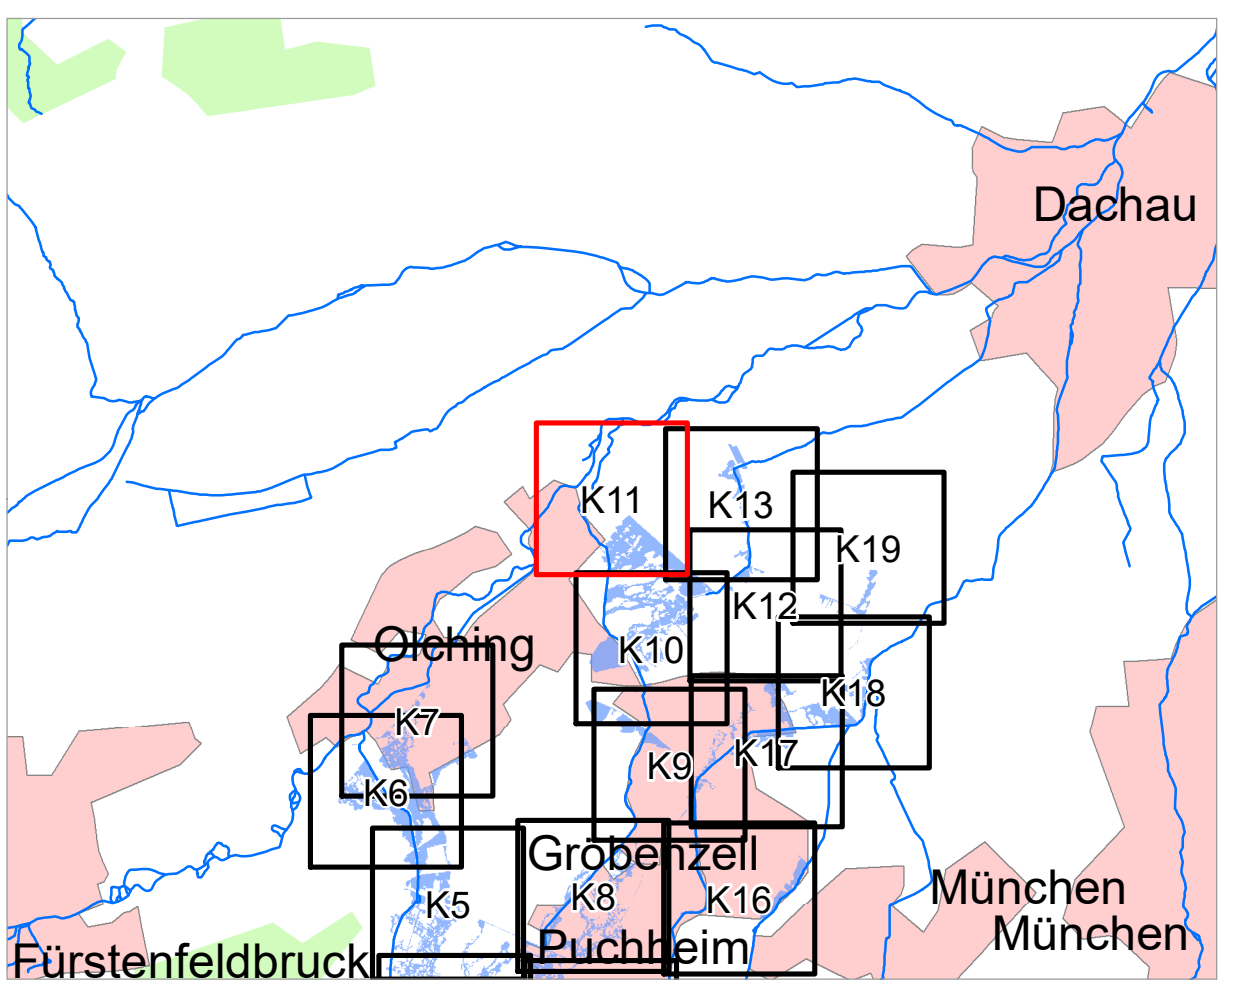 Dachau
K11
K13
K19
K12
Olching
K10
K18
K7
K17
K9
K6
Gröbenzell
München
K8
K16
K5
München
Puchheim
Fürstenfeldbruck